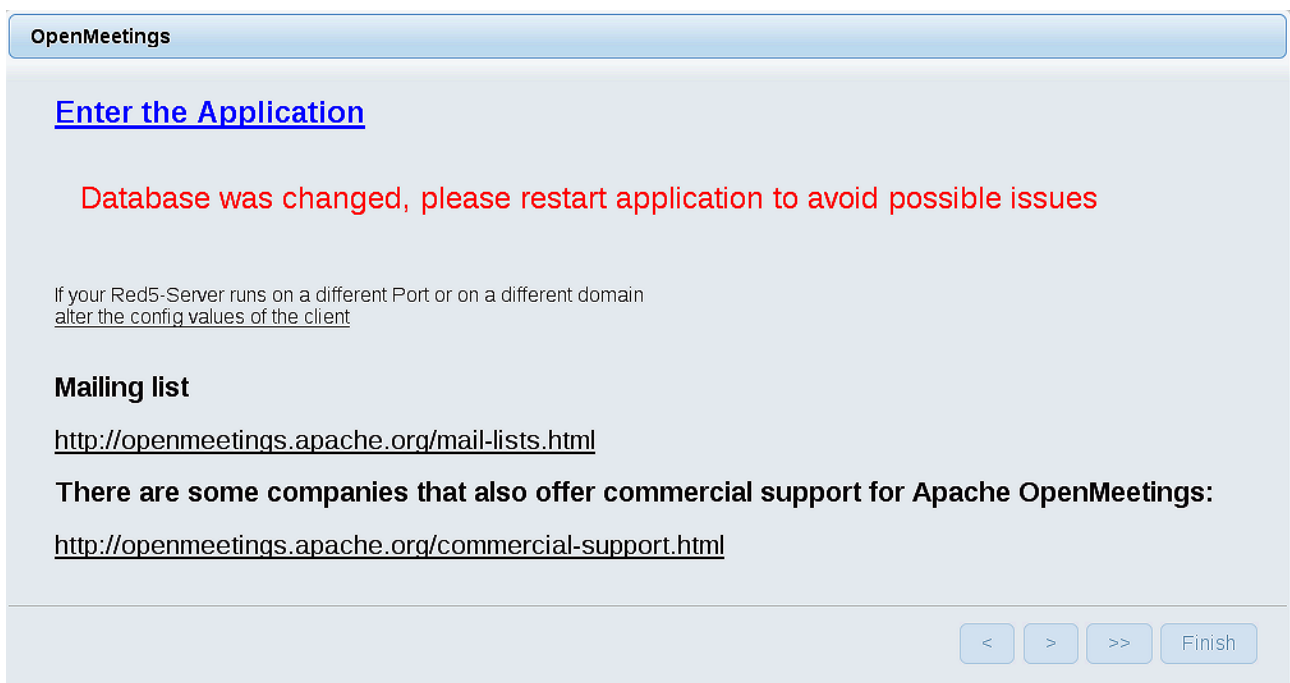 OpenMeetings
Enter the Application
Database was changed, please restart application to avoid possible issues
If your Red5-Server runs on a different Port or on a different domain
alter the config values of the client
Mailing list
http://openmeetings.apache.org/mail-lists.html
There are some companies that also offer commercial support for Apache OpenMeetings:
http://openmeetings.apache.org/commercial-support.html
< > >> Finish